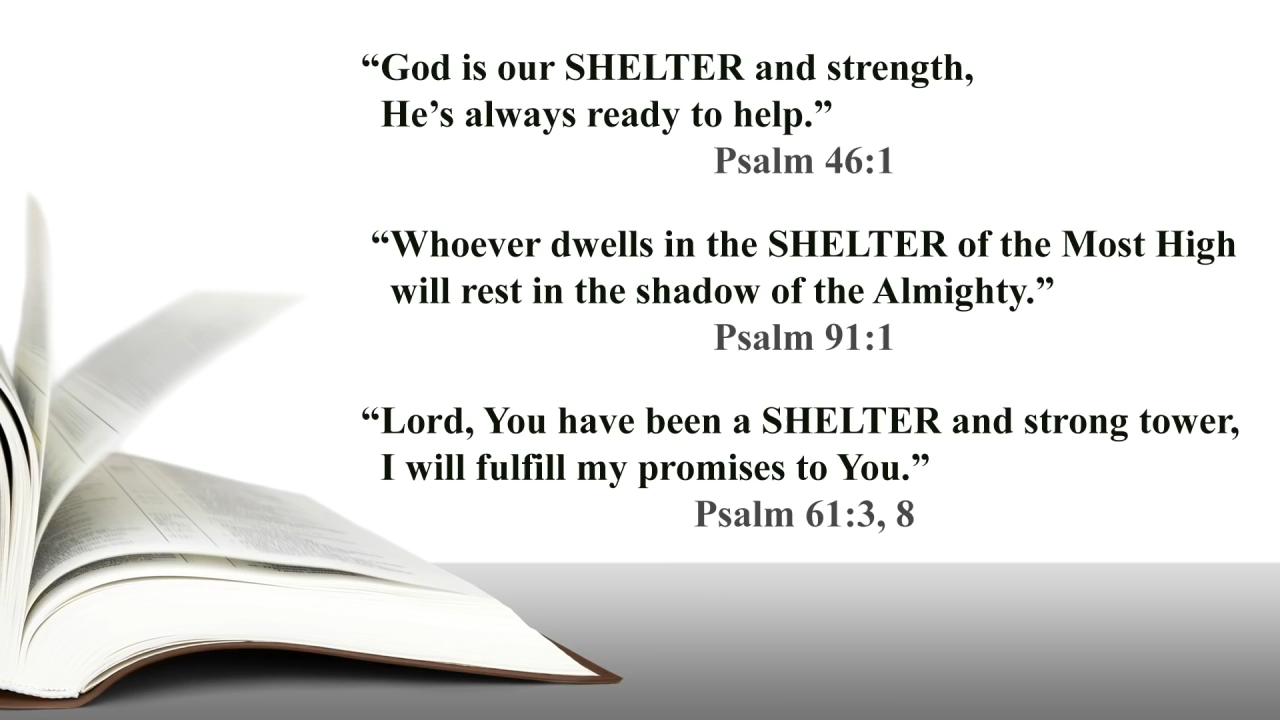 “God is our SHELTER and strength,
He’s always ready to help.”
Psalm 46:1
“Whoever dwells in the SHELTER of the Most High
will rest in the shadow of the Almighty.”
Psalm 91:1
“Lord, You have been a SHELTER and strong tower,
I will fulfill my promises to You.”
Psalm 61:3, 8